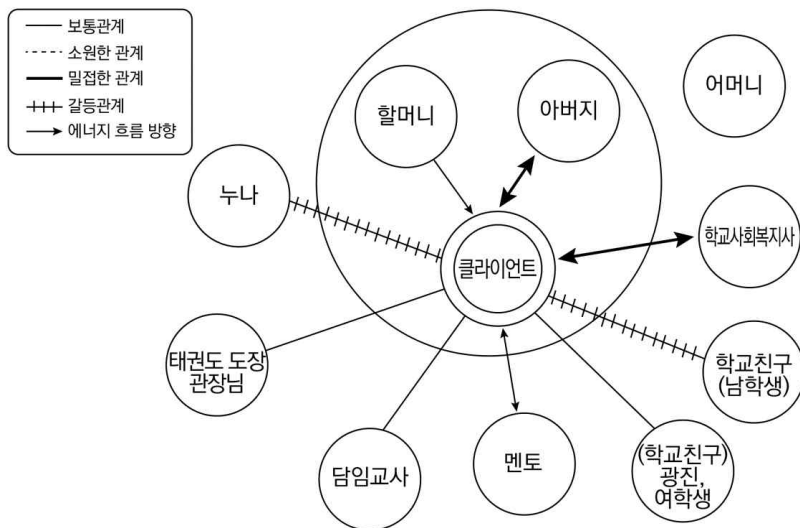 보통관계
소원한 관계
밀접한 관계
갈등관계
에너지 흐름 방향
할머니
아버지
어머니
누나
학교사회복지사
클라이언트
태권도 도장
관장님
학교친구
(남학생)
담임교사
멘토
(학교친구)
광진,
여학생